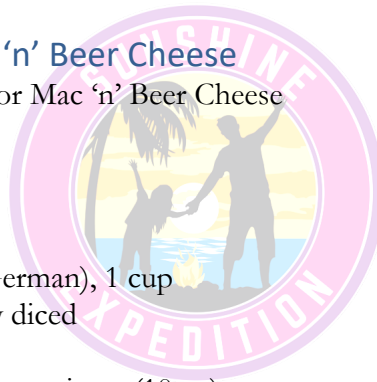 'n' Beer Cheese
or Mac 'n' Beer Cheese
SUNSHINE
erman), 1 cup
diced
EXPEDITION